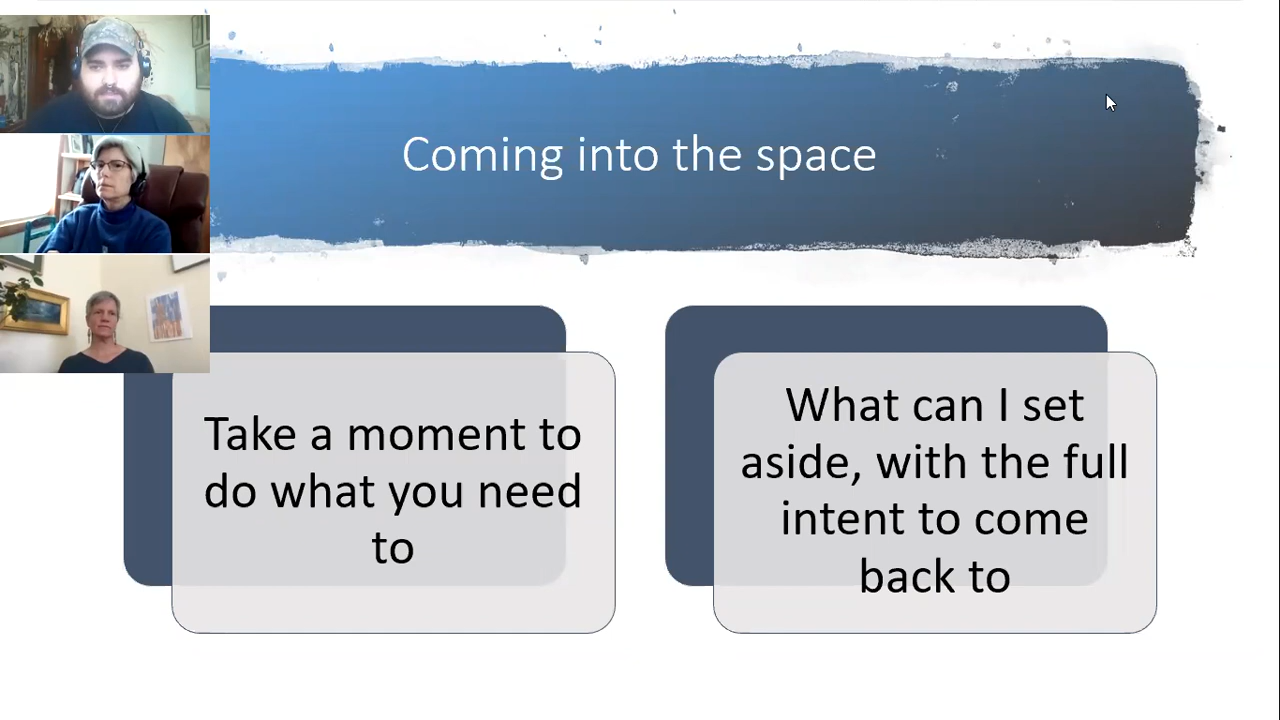 Coming into the space
Take a moment to
do what you need
to
What can I set
aside, with the full
intent to come
back to